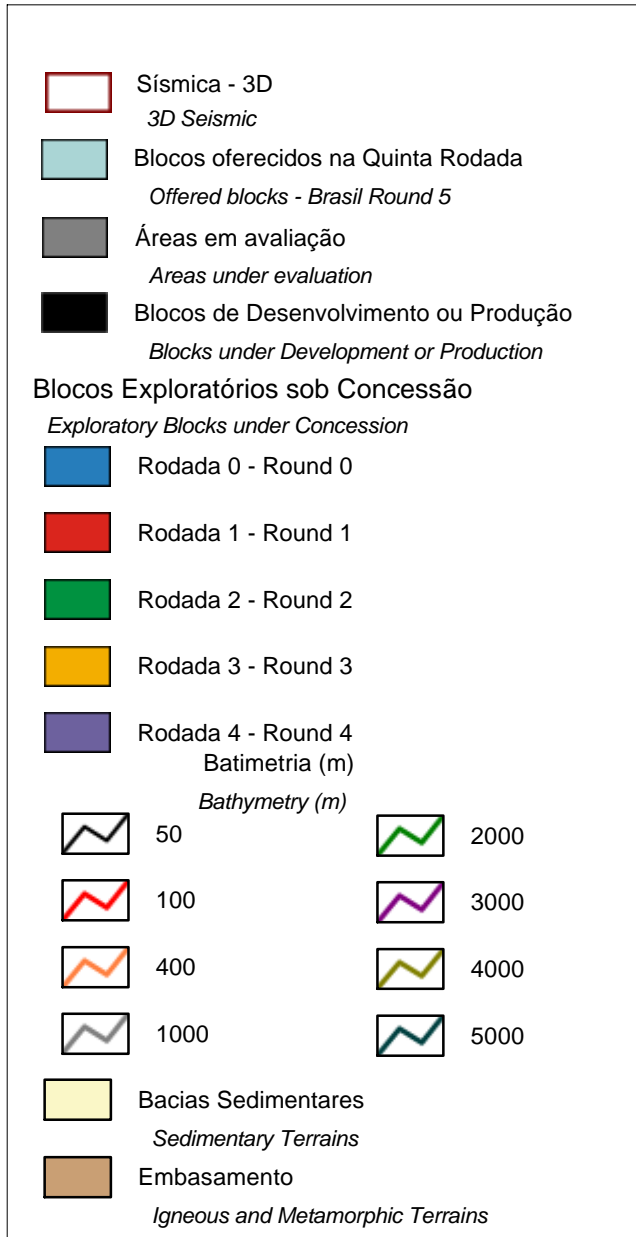 Sísmica - 3D
3D Seismic
Blocos oferecidos na Quinta Rodada
Offered blocks - Brasil Round 5
Áreas em avaliação
Areas under evaluation
Blocos de Desenvolvimento ou Produção
Blocks under Development or Production
Blocos Exploratórios sob Concessão
Exploratory Blocks under Concession
Rodada 0 - Round 0
Rodada 1 - Round 1
Rodada 2 - Round 2
Rodada 3 - Round 3
Rodada 4 - Round 4
Batimetria (m)
Bathymetry (m)
50
100
400
1000
2000
3000
4000
5000
Bacias Sedimentares
Sedimentary Terrains
Embasamento
Igneous and Metamorphic Terrains